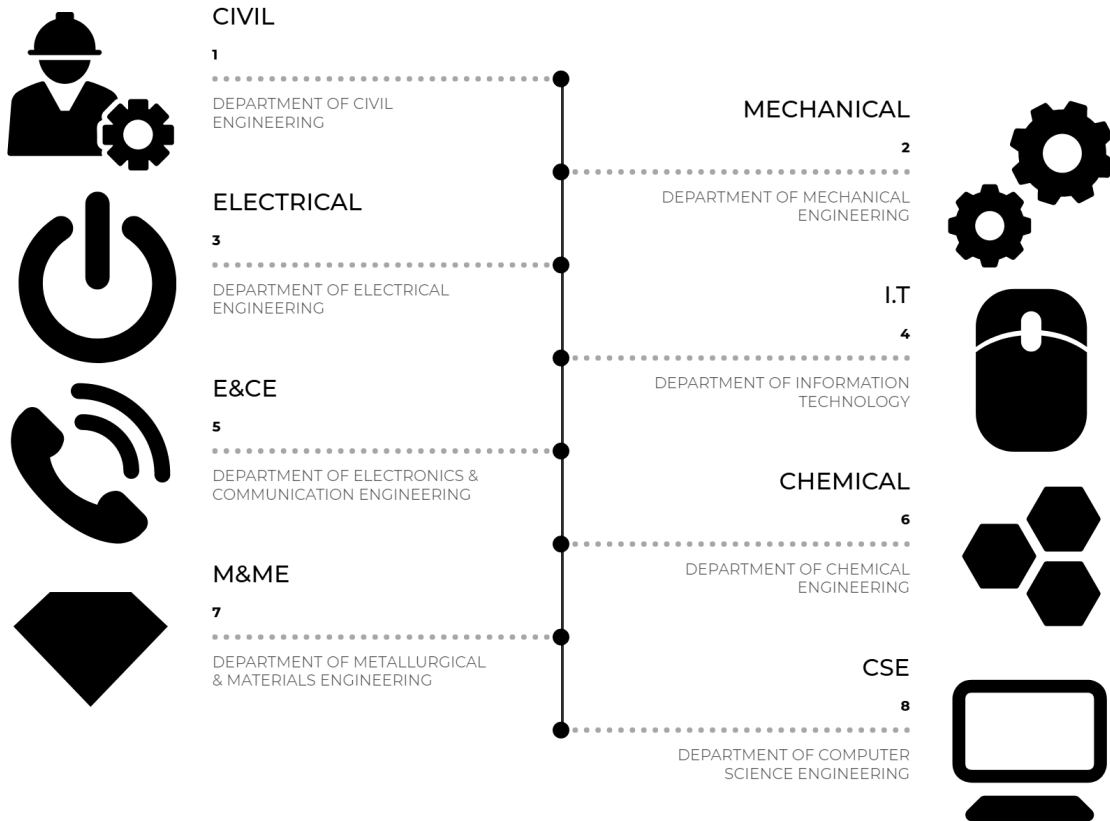 CIVIL
1
DEPARTMENT OF CIVIL
ENGINEERING
MECHANICAL
2
DEPARTMENT OF MECHANICAL
ENGINEERING
ELECTRICAL
3
DEPARTMENT OF ELECTRICAL
ENGINEERING
I.T
4
DEPARTMENT OF INFORMATION
TECHNOLOGY
E&CE
5
DEPARTMENT OF ELECTRONICS &
COMMUNICATION ENGINEERING
CHEMICAL
6
DEPARTMENT OF CHEMICAL
ENGINEERING
M&ME
7
DEPARTMENT OF METALLURGICAL
& MATERIALS ENGINEERING
CSE
8
DEPARTMENT OF COMPUTER
SCIENCE ENGINEERING